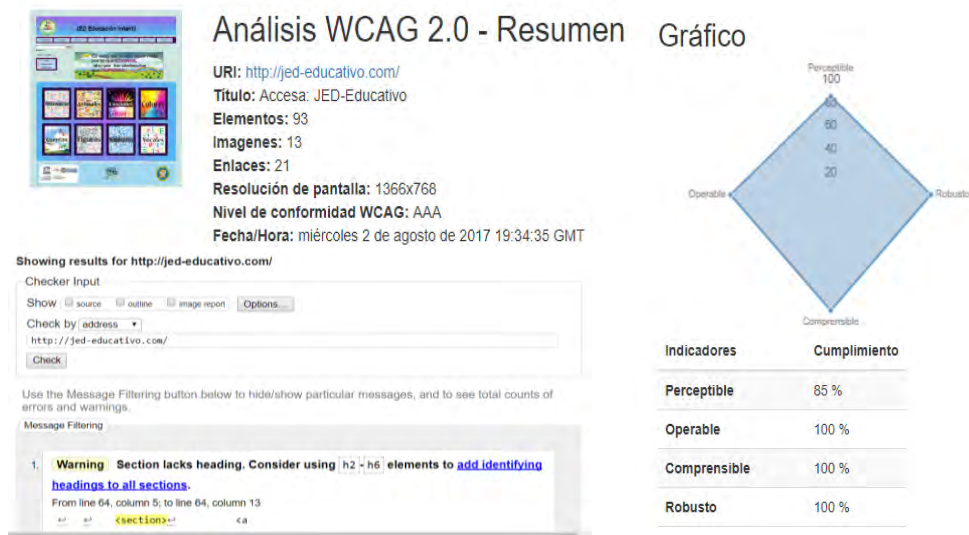 JED Educación Infantil
Análisis WCAG 2.0 - Resumen
URI: http://jed-educativo.com/
Título: Accesa: JED-Educativo
Elementos: 93
Imagenes: 13
Enlaces: 21
Resolución de pantalla: 1366x768
Nivel de conformidad WCAG: AAA
Fecha/Hora: miércoles 2 de agosto de 2017 19:34:35 GMT
Showing results for http://jed-educativo.com/
Checker Input
Show source outline image report Options...
Check by address
http://jed-educativo.com/
Check
Use the Message Filtering button below to hide/show particular messages, and to see total counts of
errors and warnings.
Message Filtering
1. Warning Section lacks heading. Consider using h2-h6 elements to add identifying
headings to all sections.
From line 64, column 5; to line 64, column 13
↩ ↩ <section>↩ <a
Gráfico
Perceptible
100
80
60
40
20
Operable
Robusto
Comprensible
Indicadores Cumplimiento
Perceptible 85 %
Operable 100 %
Comprensible 100 %
Robusto 100 %